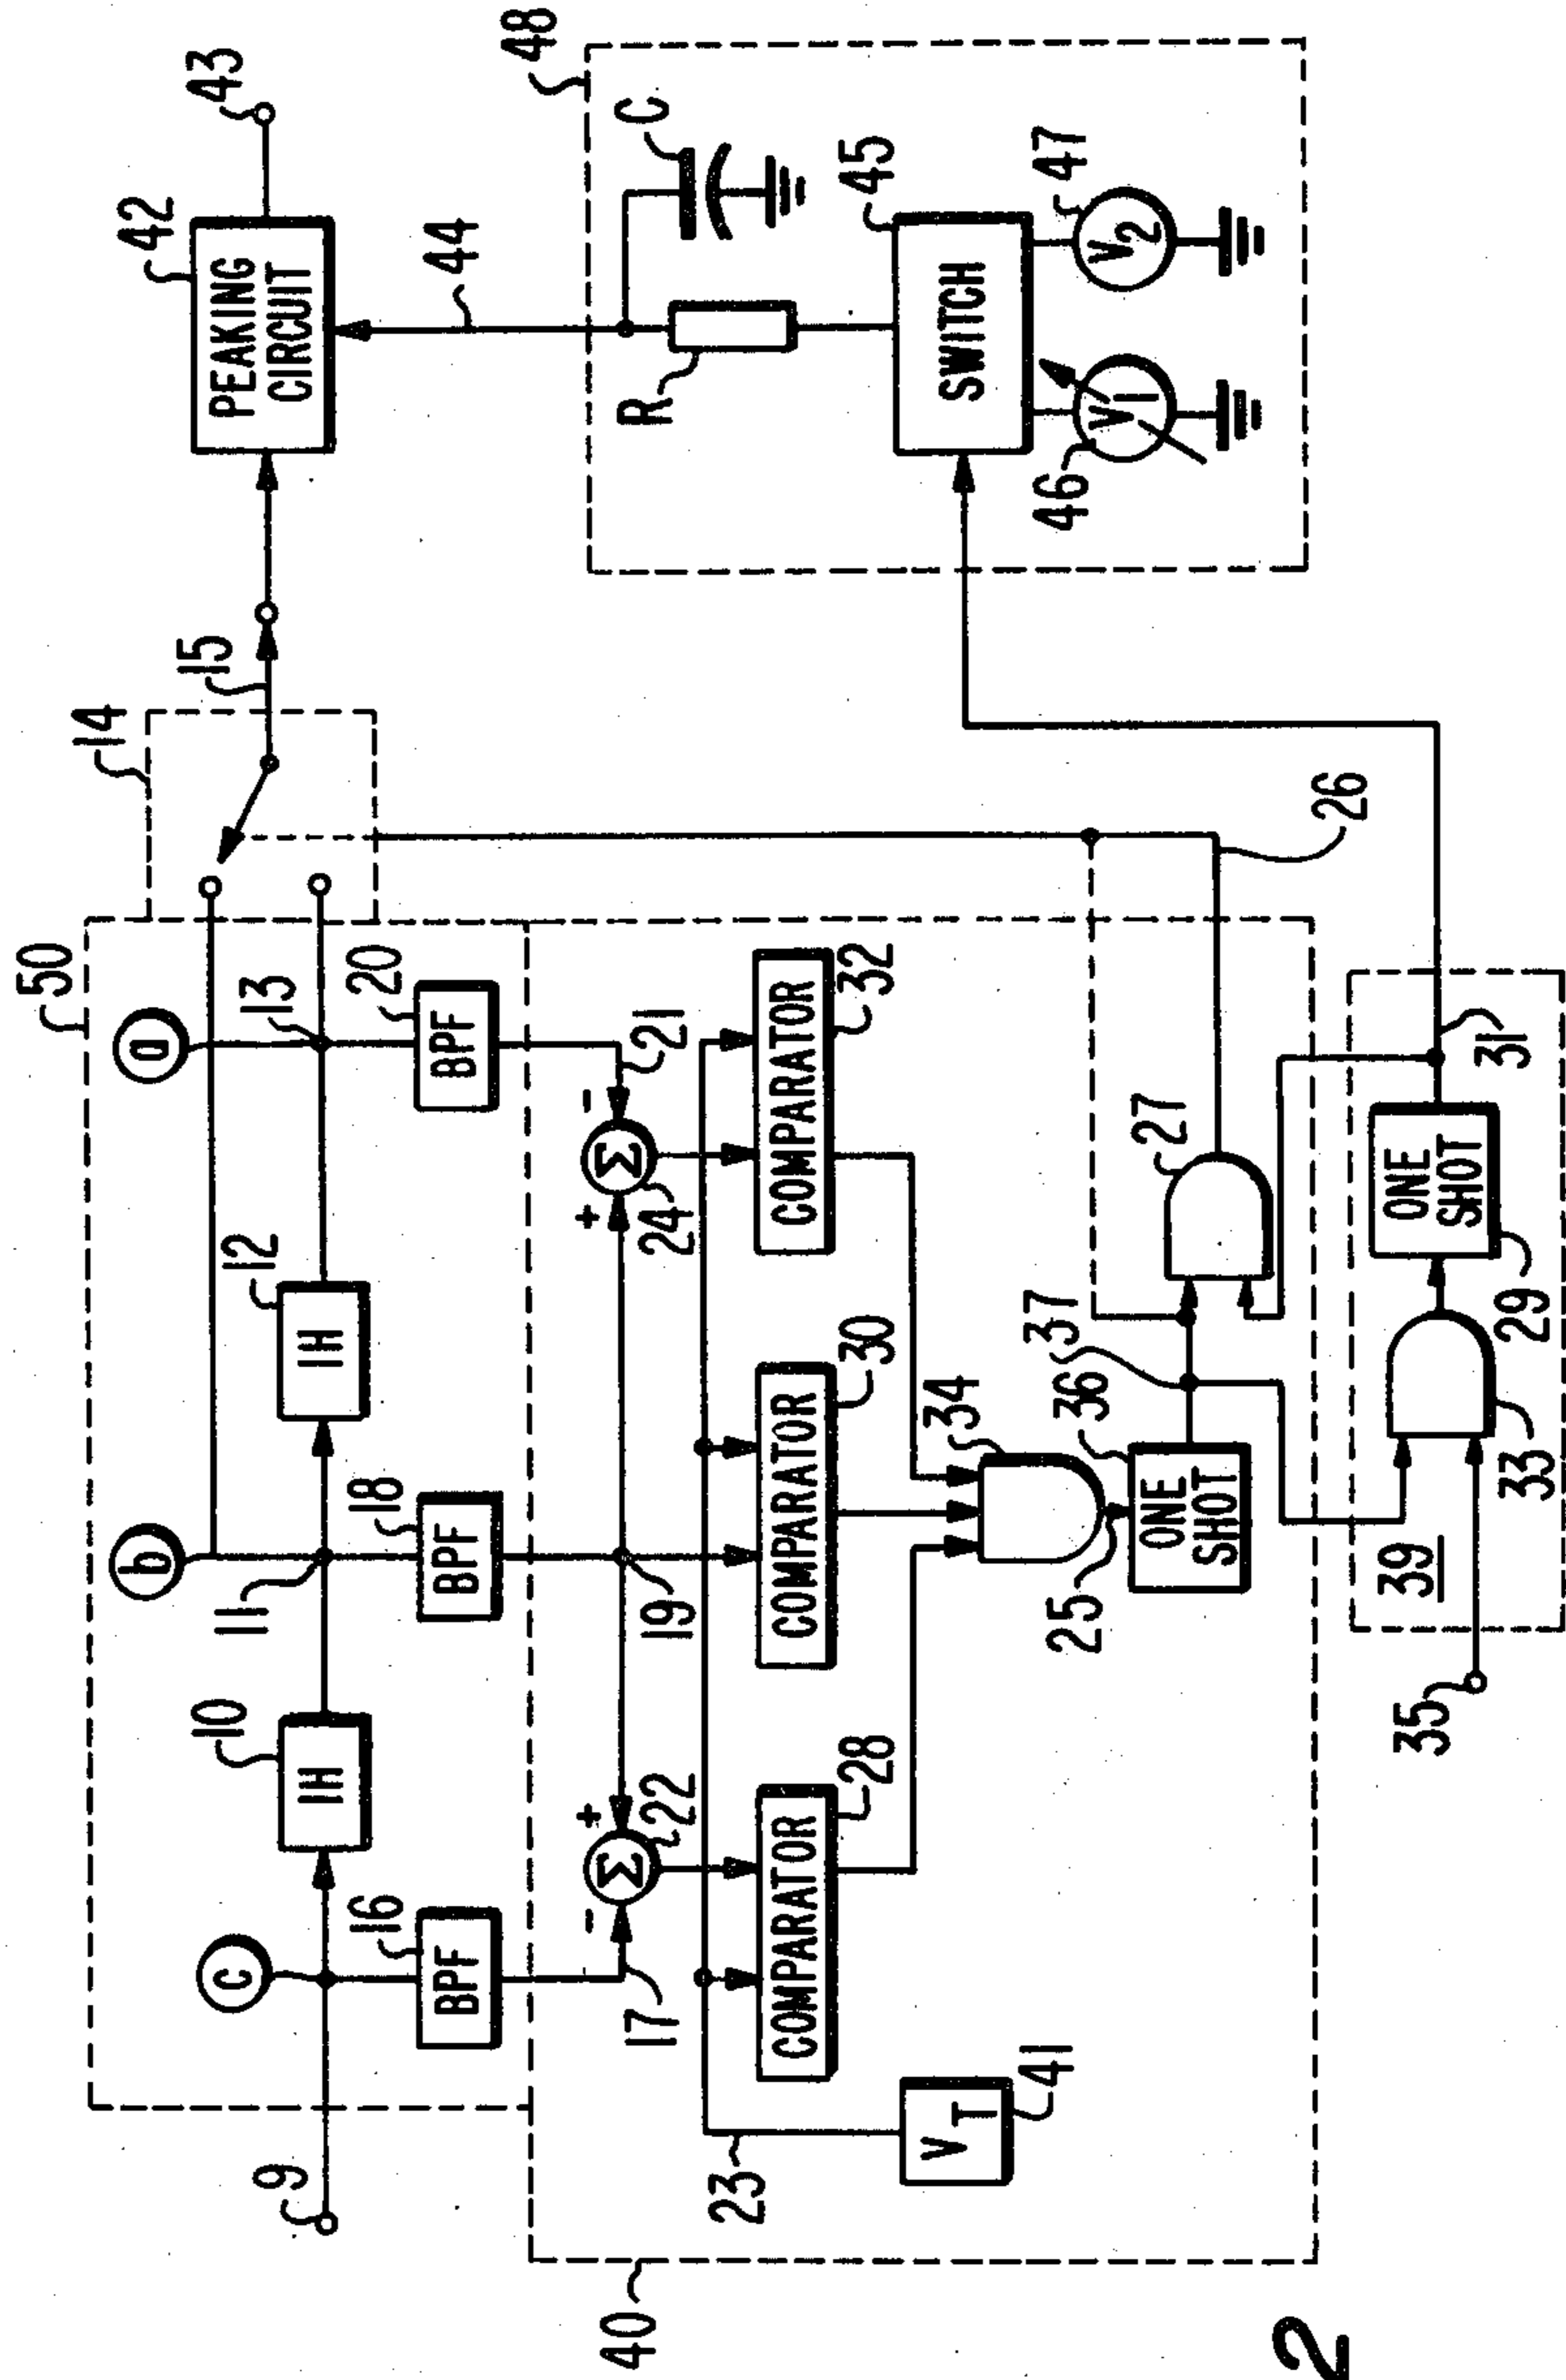 50
14
15
42
43
PEAKING
CIRCUIT
44
48
C
R
45
SWITCH
46
V1
47
V2
a
b
c
9
10
1H
11
12
1H
13
16
BPF
18
BPF
20
BPF
17
-
+
Σ
22
19
+
-
Σ
24
21
23
COMPARATOR
28
COMPARATOR
30
COMPARATOR
32
VT
41
40
34
25
36
ONE
SHOT
37
27
26
39
35
33
29
ONE
SHOT
31
2